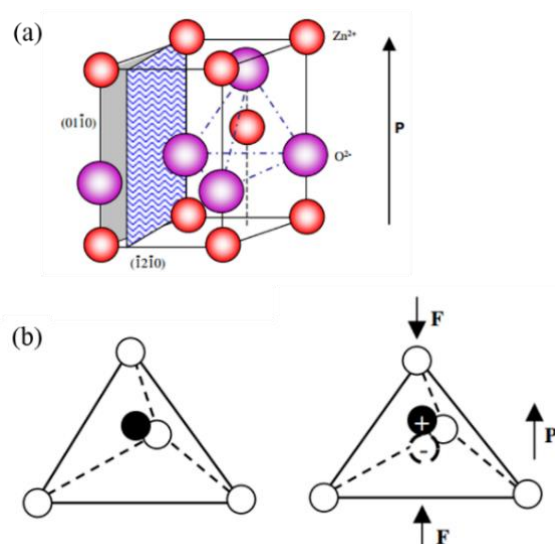 (a)
Zn²⁺
(011̄0)
P
O²⁻
(1̄21̄0)
(b)
F
+
-
P
F